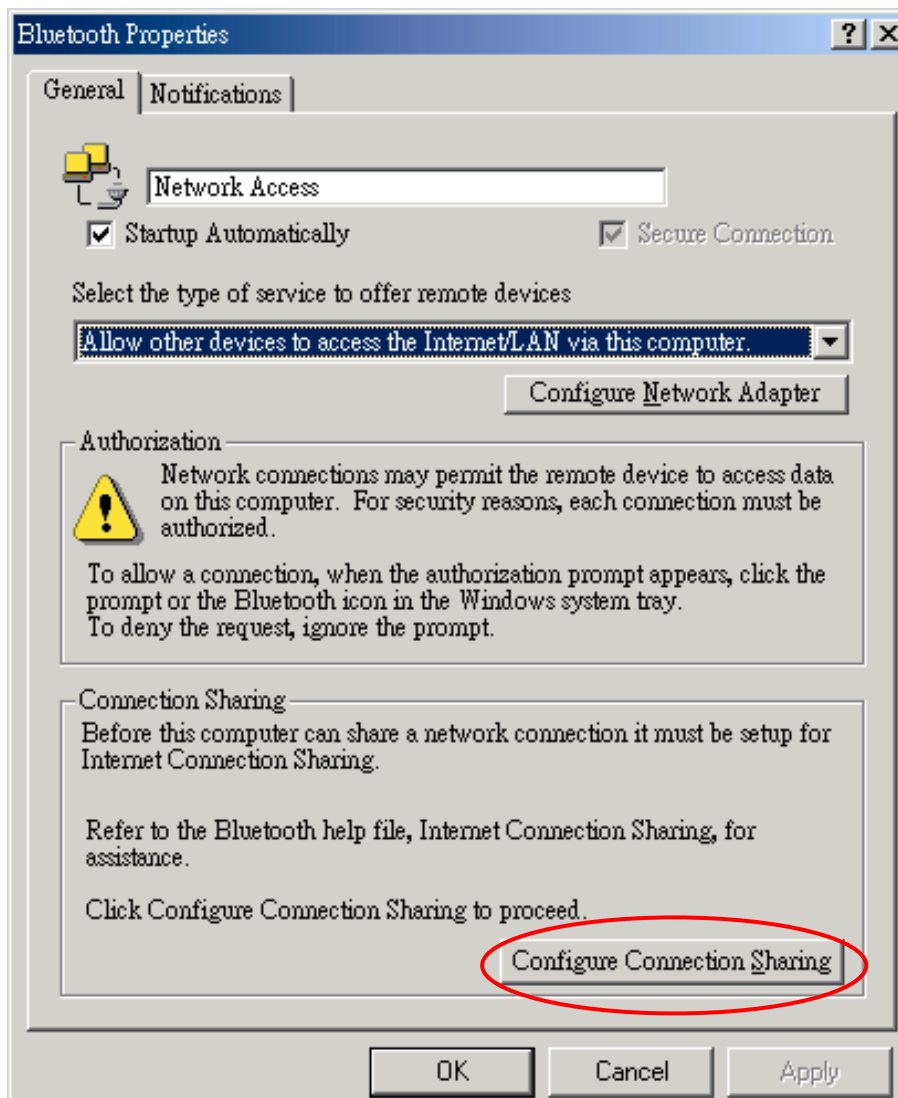 Bluetooth Properties
General Notifications
Network Access
Startup Automatically Secure Connection
Select the type of service to offer remote devices
Allow other devices to access the Internet/LAN via this computer.
Configure Network Adapter
Authorization
Network connections may permit the remote device to access data
on this computer. For security reasons, each connection must be
authorized.
To allow a connection, when the authorization prompt appears, click the
prompt or the Bluetooth icon in the Windows system tray.
To deny the request, ignore the prompt.
Connection Sharing
Before this computer can share a network connection it must be setup for
Internet Connection Sharing.
Refer to the Bluetooth help file, Internet Connection Sharing, for
assistance.
Click Configure Connection Sharing to proceed.
Configure Connection Sharing
OK Cancel Apply